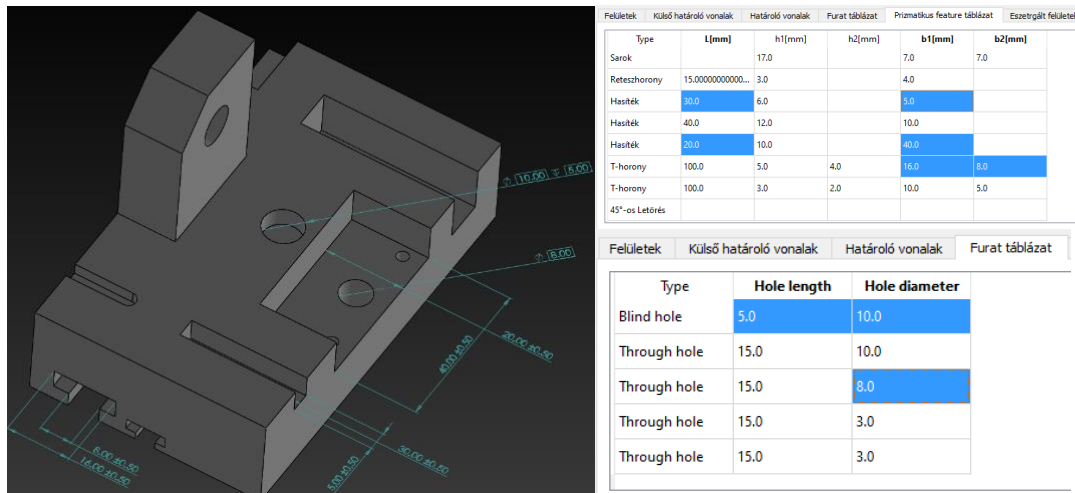 ⌀ 10.00 ↧ 5.00
⌀ 8.00
20.00 ±0.50
40.00 ±0.50
30.00 ±0.50
5.00 ±0.50
8.00 ±0.50
16.00 ±0.50
Felületek Külső határoló vonalak Határoló vonalak Furat táblázat Prizmatikus feature táblázat Eszetrgált felületek
Type L[mm] h1[mm] h2[mm] b1[mm] b2[mm]
Sarok 17.0 7.0 7.0
Reteszhorony 15.00000000000... 3.0 4.0
Hasíték 30.0 6.0 5.0
Hasíték 40.0 12.0 10.0
Hasíték 20.0 10.0 40.0
T-horony 100.0 5.0 4.0 16.0 8.0
T-horony 100.0 3.0 2.0 10.0 5.0
45°-os Letörés
Felületek Külső határoló vonalak Határoló vonalak Furat táblázat
Type Hole length Hole diameter
Blind hole 5.0 10.0
Through hole 15.0 10.0
Through hole 15.0 8.0
Through hole 15.0 3.0
Through hole 15.0 3.0